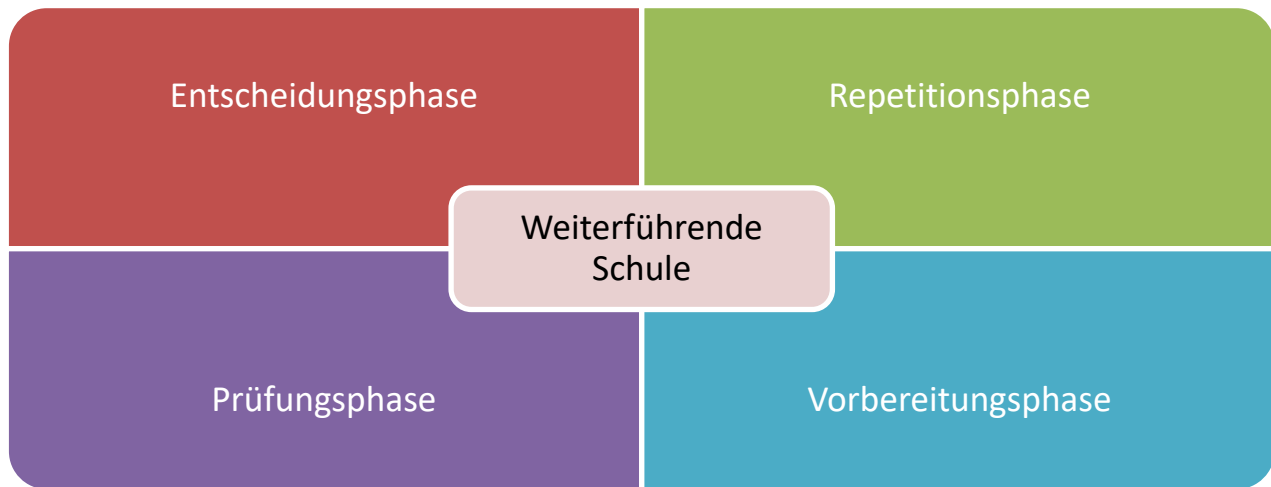 Entscheidungsphase
Repetitionsphase
Weiterführende
Schule
Prüfungsphase
Vorbereitungsphase